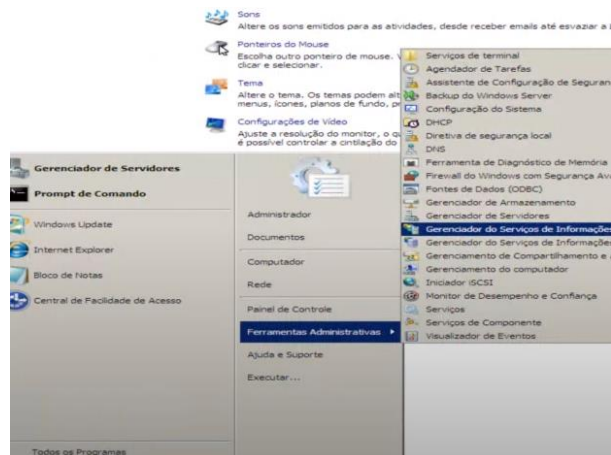 Sons
Altere os sons emitidos para as atividades, desde receber emails até esvaziar a
Ponteiros do Mouse
Escolha outro ponteiro de mouse.
clicar e selecionar.
Tema
Altere o tema. Os temas podem alt
menus, ícones, planos de fundo, pr
Configurações de Vídeo
Ajuste a resolução do monitor, o qu
é possível controlar a cintilação do
Gerenciador de Servidores
Prompt de Comando
Windows Update
Internet Explorer
Bloco de Notas
Central de Facilidade de Acesso
Todos os Programas
Administrador
Documentos
Computador
Rede
Painel de Controle
Ferramentas Administrativas
Ajuda e Suporte
Executar...
Serviços de terminal
Agendador de Tarefas
Assistente de Configuração de Seguran
Backup do Windows Server
Configuração do Sistema
DHCP
Diretiva de segurança local
DNS
Ferramenta de Diagnóstico de Memória
Firewall do Windows com Segurança Ava
Fontes de Dados (ODBC)
Gerenciador de Armazenamento
Gerenciador de Servidores
Gerenciador do Serviços de Informações
Gerenciador do Serviços de Informações
Gerenciamento de Compartilhamento e
Gerenciamento do computador
Iniciador iSCSI
Monitor de Desempenho e Confiança
Serviços
Serviços de Componente
Visualizador de Eventos